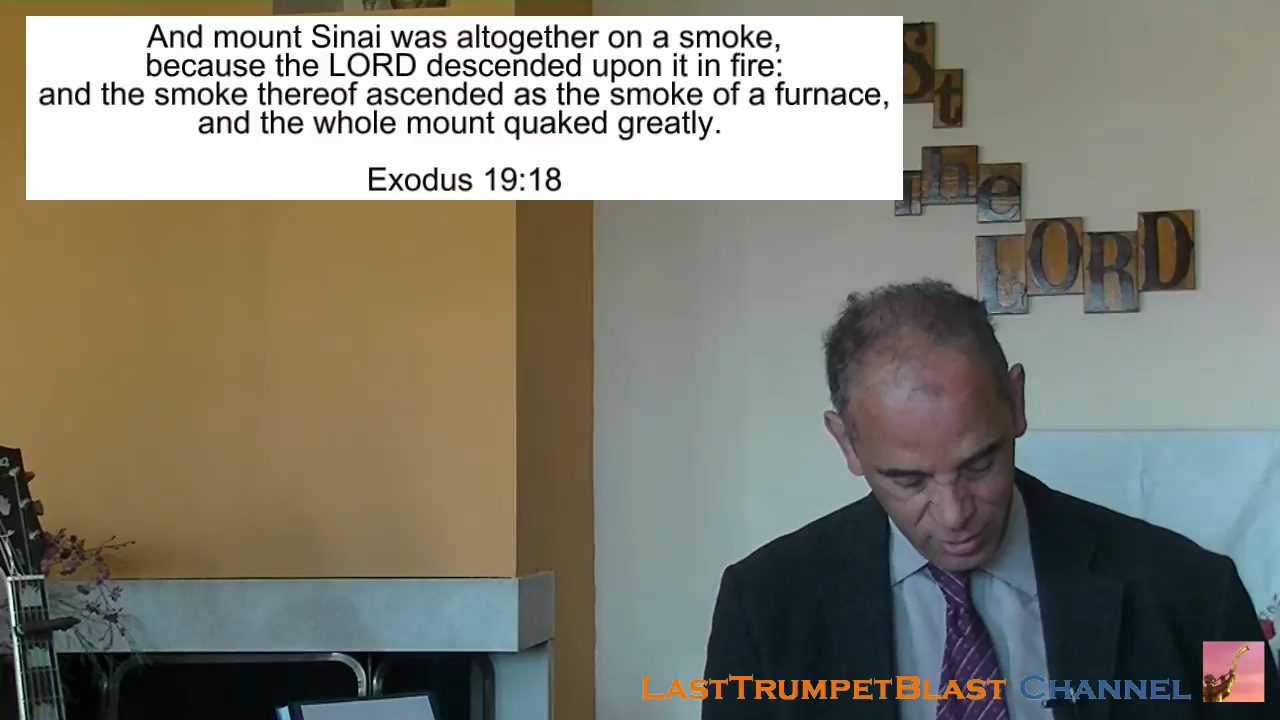 And mount Sinai was altogether on a smoke,
because the LORD descended upon it in fire:
and the smoke thereof ascended as the smoke of a furnace,
and the whole mount quaked greatly.
Exodus 19:18
st
the
LORD
LASTTRUMPETBLAST CHANNEL